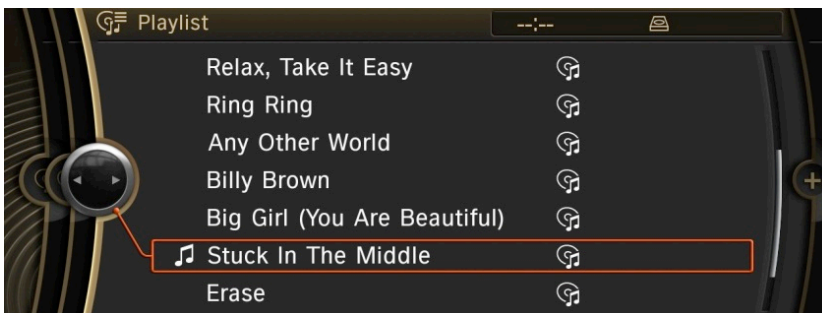 Playlist --:--
Relax, Take It Easy
Ring Ring
Any Other World
Billy Brown
Big Girl (You Are Beautiful)
Stuck In The Middle
Erase